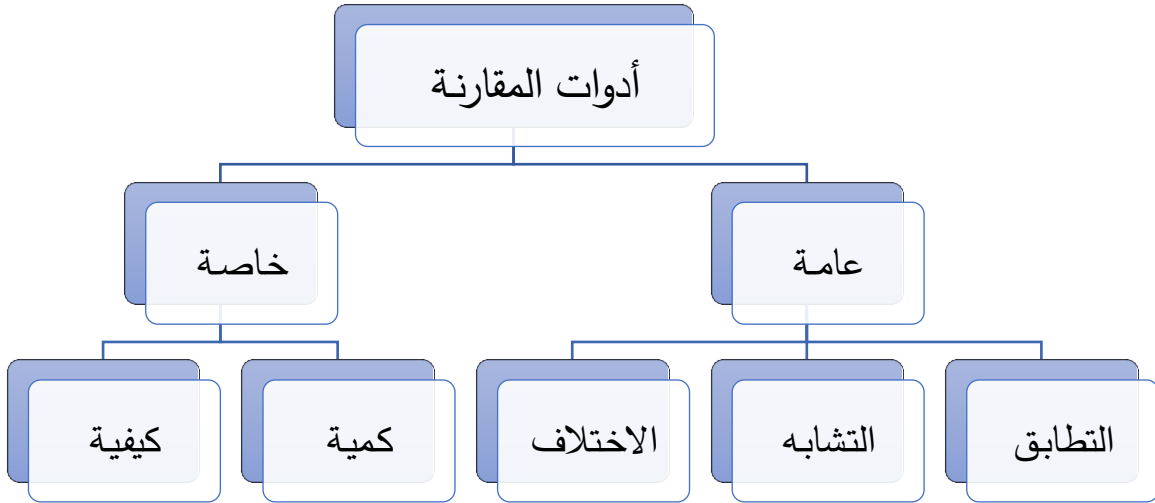 أدوات المقارنة
عامة
خاصة
التطابق
التشابه
الاختلاف
كمية
كيفية